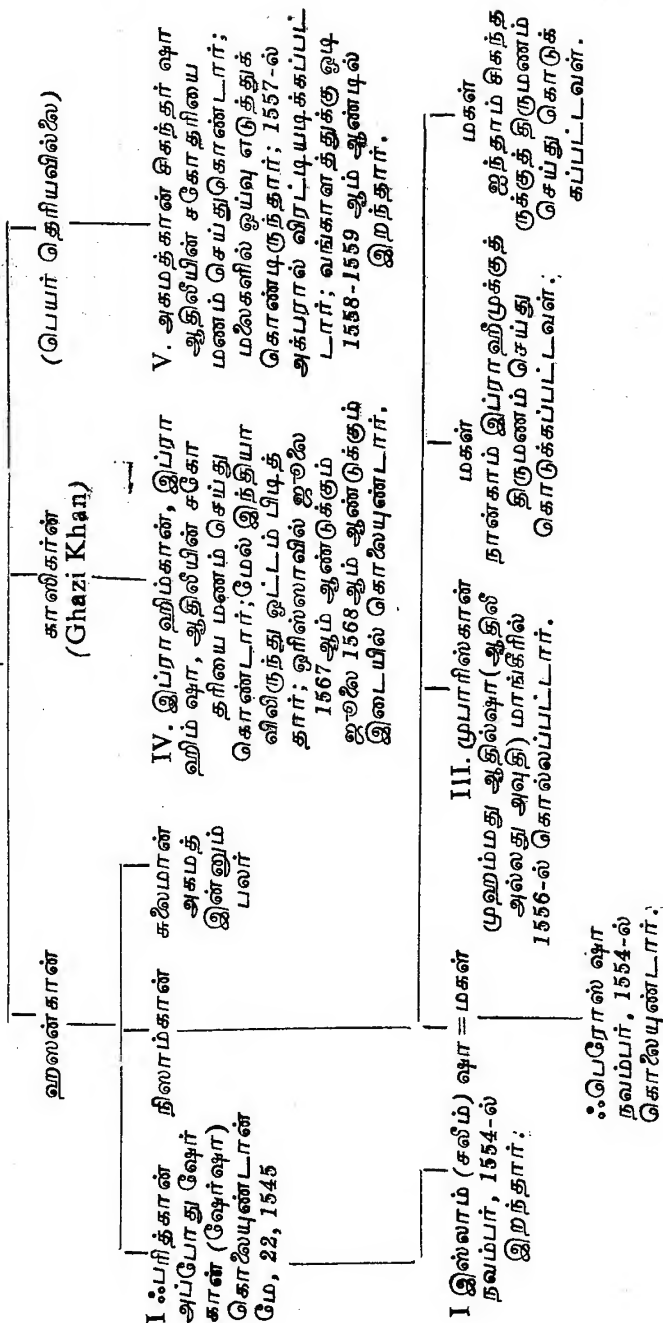 ஹஸன்கான்
காஸிகான்
(Ghazi Khan)
(பெயர் தெரியவில்லை)
I ஃபரித்கான்
அப்போது ஷேர்
கான் (ஷேர்ஷா)
கொலையுண்டான்
மே, 22, 1545
நிஸாம்கான்
சுலைமான்
அகமத்
இன்னும்
பலர்
IV. இப்ராஹிம்கான், இப்ரா
ஹிம் ஷா, ஆதிலீயின் சகோ
தரியை மணம் செய்து
கொண்டார்; மேல் இந்தியா
விலிருந்து ஓட்டம் பிடித்
தார்; ஒரிஸ்ஸாவில் ஜூலை
1567ஆம் ஆண்டுக்கும்
ஜூலை 1568ஆம் ஆண்டுக்கும்
இடையில் கொலையுண்டார்.
V. அகமத்கான் சிகந்தர் ஷா
ஆதிலீயின் சகோதரியை
மணம் செய்துகொண்டார்;
மலைகளில் ஓய்வு எடுத்துக்
கொண்டிருந்தார்; 1557-ல்
அக்பரால் விரட்டியடிக்கப்பட்
டார்; வங்காளத்துக்கு ஓடி
1558-1559 ஆம் ஆண்டில்
இறந்தார்.
I இஸ்லாம் (சலீம்) ஷா = மகள்
நவம்பர், 1554-ல்
இறந்தார்.
III. முபாரிஸ்கான்
முஹம்மது ஆதில்ஷா (ஆதிலீ
அல்லது அவுதி) மாங்கீரில்
1556-ல் கொல்லப்பட்டார்.
மகள்
நான்காம் இப்ராஹீமுக்குத்
திருமணம் செய்து
கொடுக்கப்பட்டவள்.
மகள்
ஐந்தாம் சிகந்த
ருக்குத் திருமணம்
செய்து கொடுக்
கப்பட்டவள்.
ஃபெரோஸ் ஷா
நவம்பர், 1554-ல்
கொலையுண்டார்.